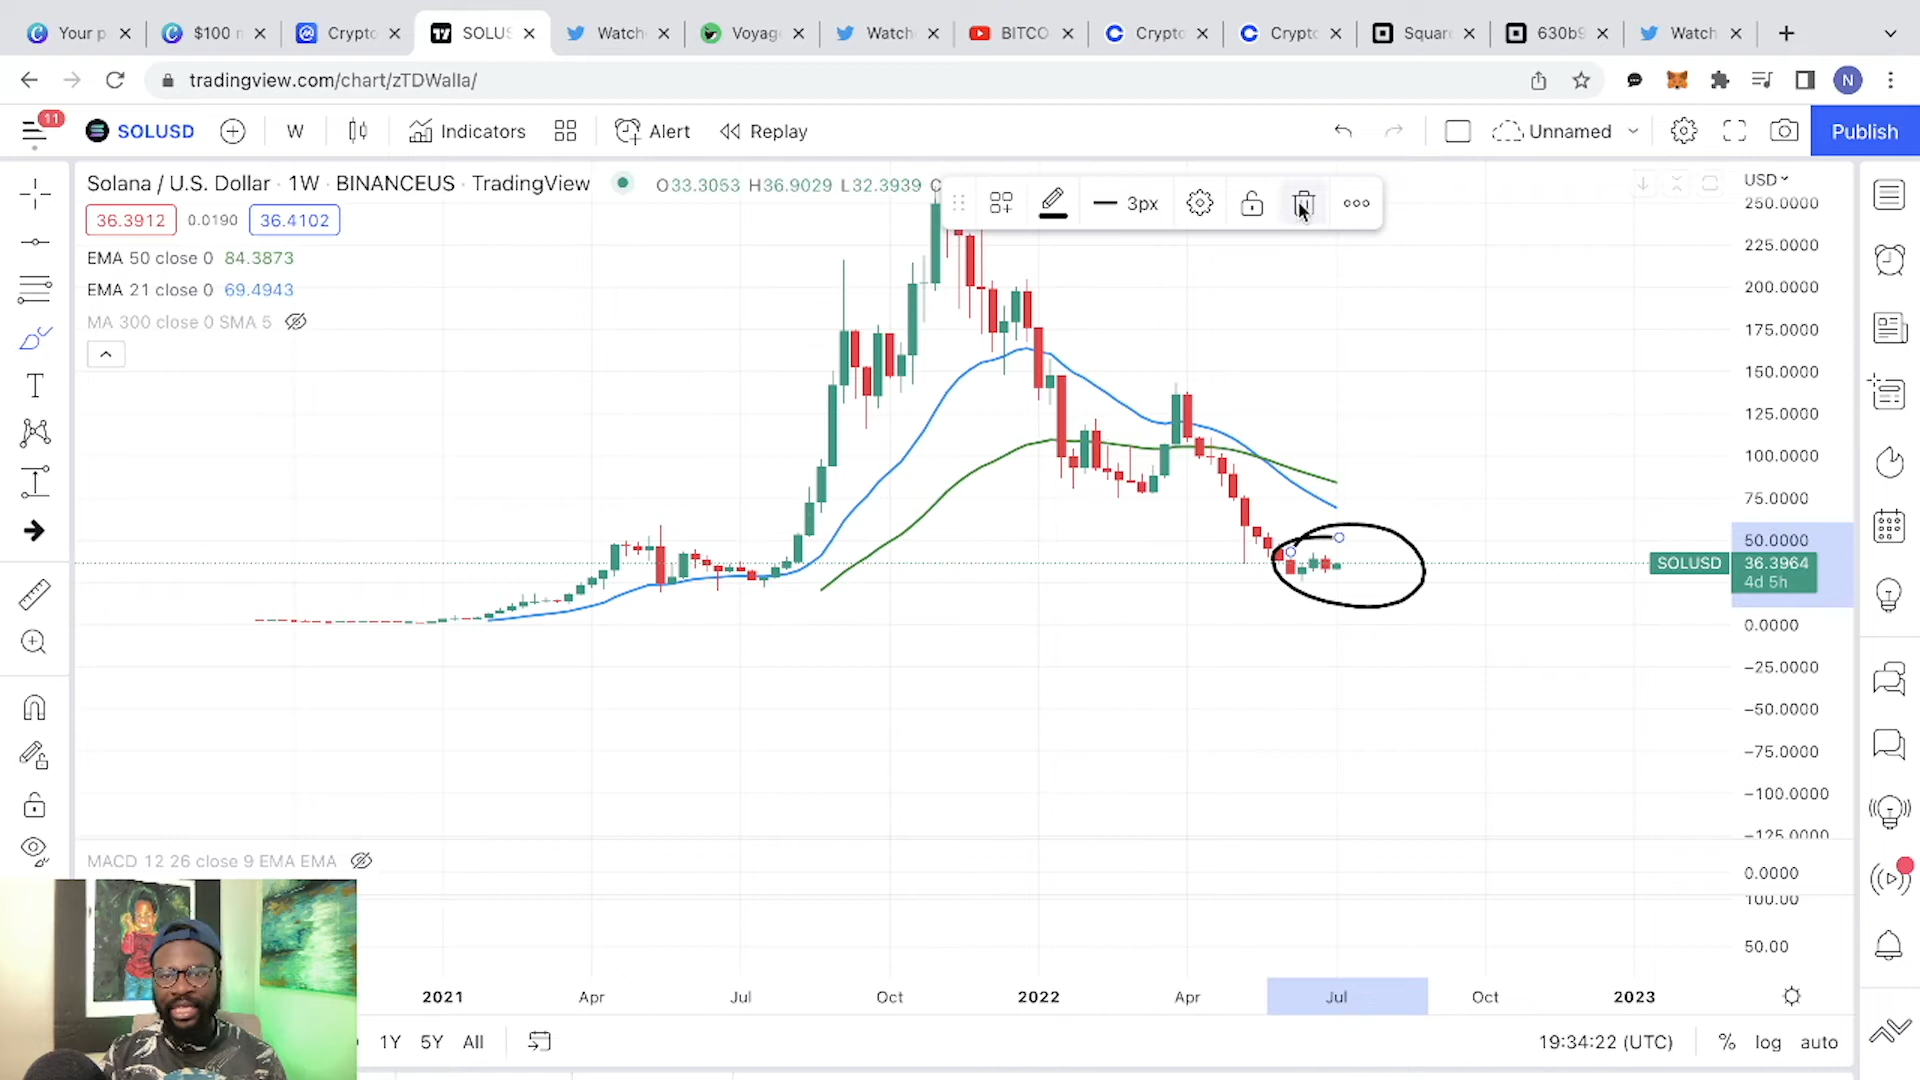 Your p
$100 r
Crypto
SOLUS
Watch
Voyag
Watch
BITCO
Crypto
Crypto
Squar
630b9
Watch
tradingview.com/chart/zTDWalla/
N
11
SOLUSD
W
Indicators
Alert
Replay
Unnamed
Publish
Solana / U.S. Dollar · 1W · BINANCEUS · TradingView
O33.3053 H36.9029 L32.3939 C
3px
USD
36.3912 0.0190 36.4102
EMA 50 close 0 84.3873
EMA 21 close 0 69.4943
MA 300 close 0 SMA 5
250.0000
225.0000
200.0000
175.0000
150.0000
125.0000
100.0000
75.0000
50.0000
SOLUSD 36.3964
4d 5h
0.0000
−25.0000
−50.0000
−75.0000
−100.0000
−125.0000
MACD 12 26 close 9 EMA EMA
0.0000
100.00
50.00
2021 Apr Jul Oct 2022 Apr Jul Oct 2023
1Y 5Y All
19:34:22 (UTC) % log auto